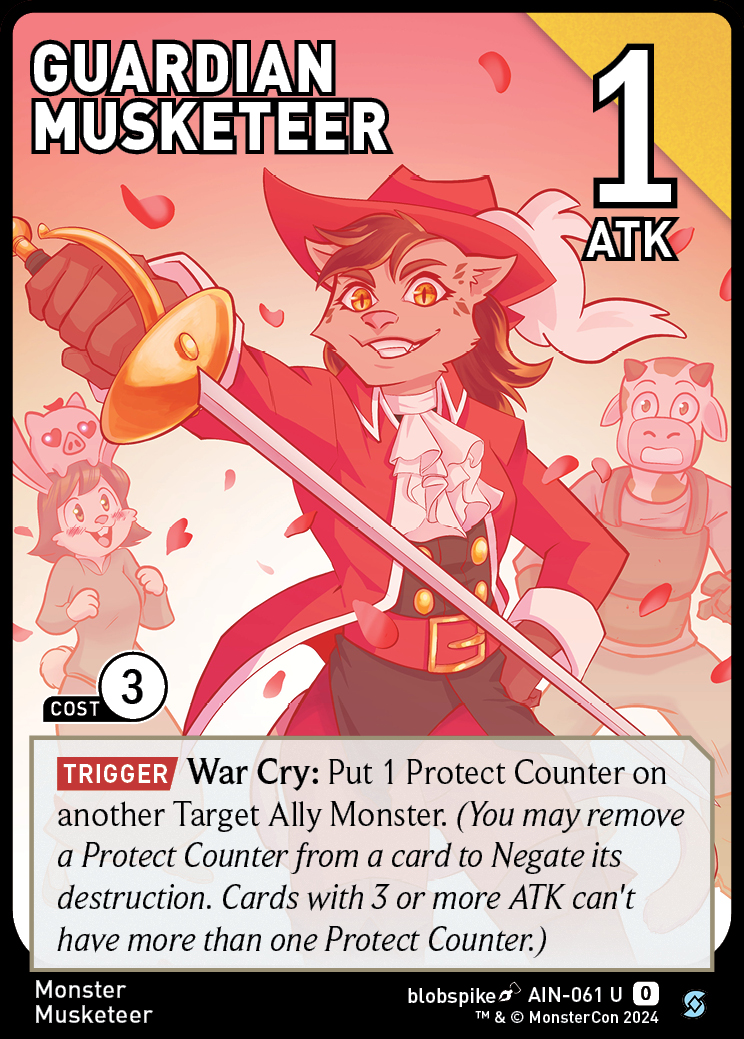 GUARDIAN
MUSKETEER
1
ATK
COST 3
TRIGGER War Cry: Put 1 Protect Counter on
another Target Ally Monster. (You may remove
a Protect Counter from a card to Negate its
destruction. Cards with 3 or more ATK can't
have more than one Protect Counter.)
Monster
Musketeer
blobspike AIN-061 U 0
™ & © MonsterCon 2024